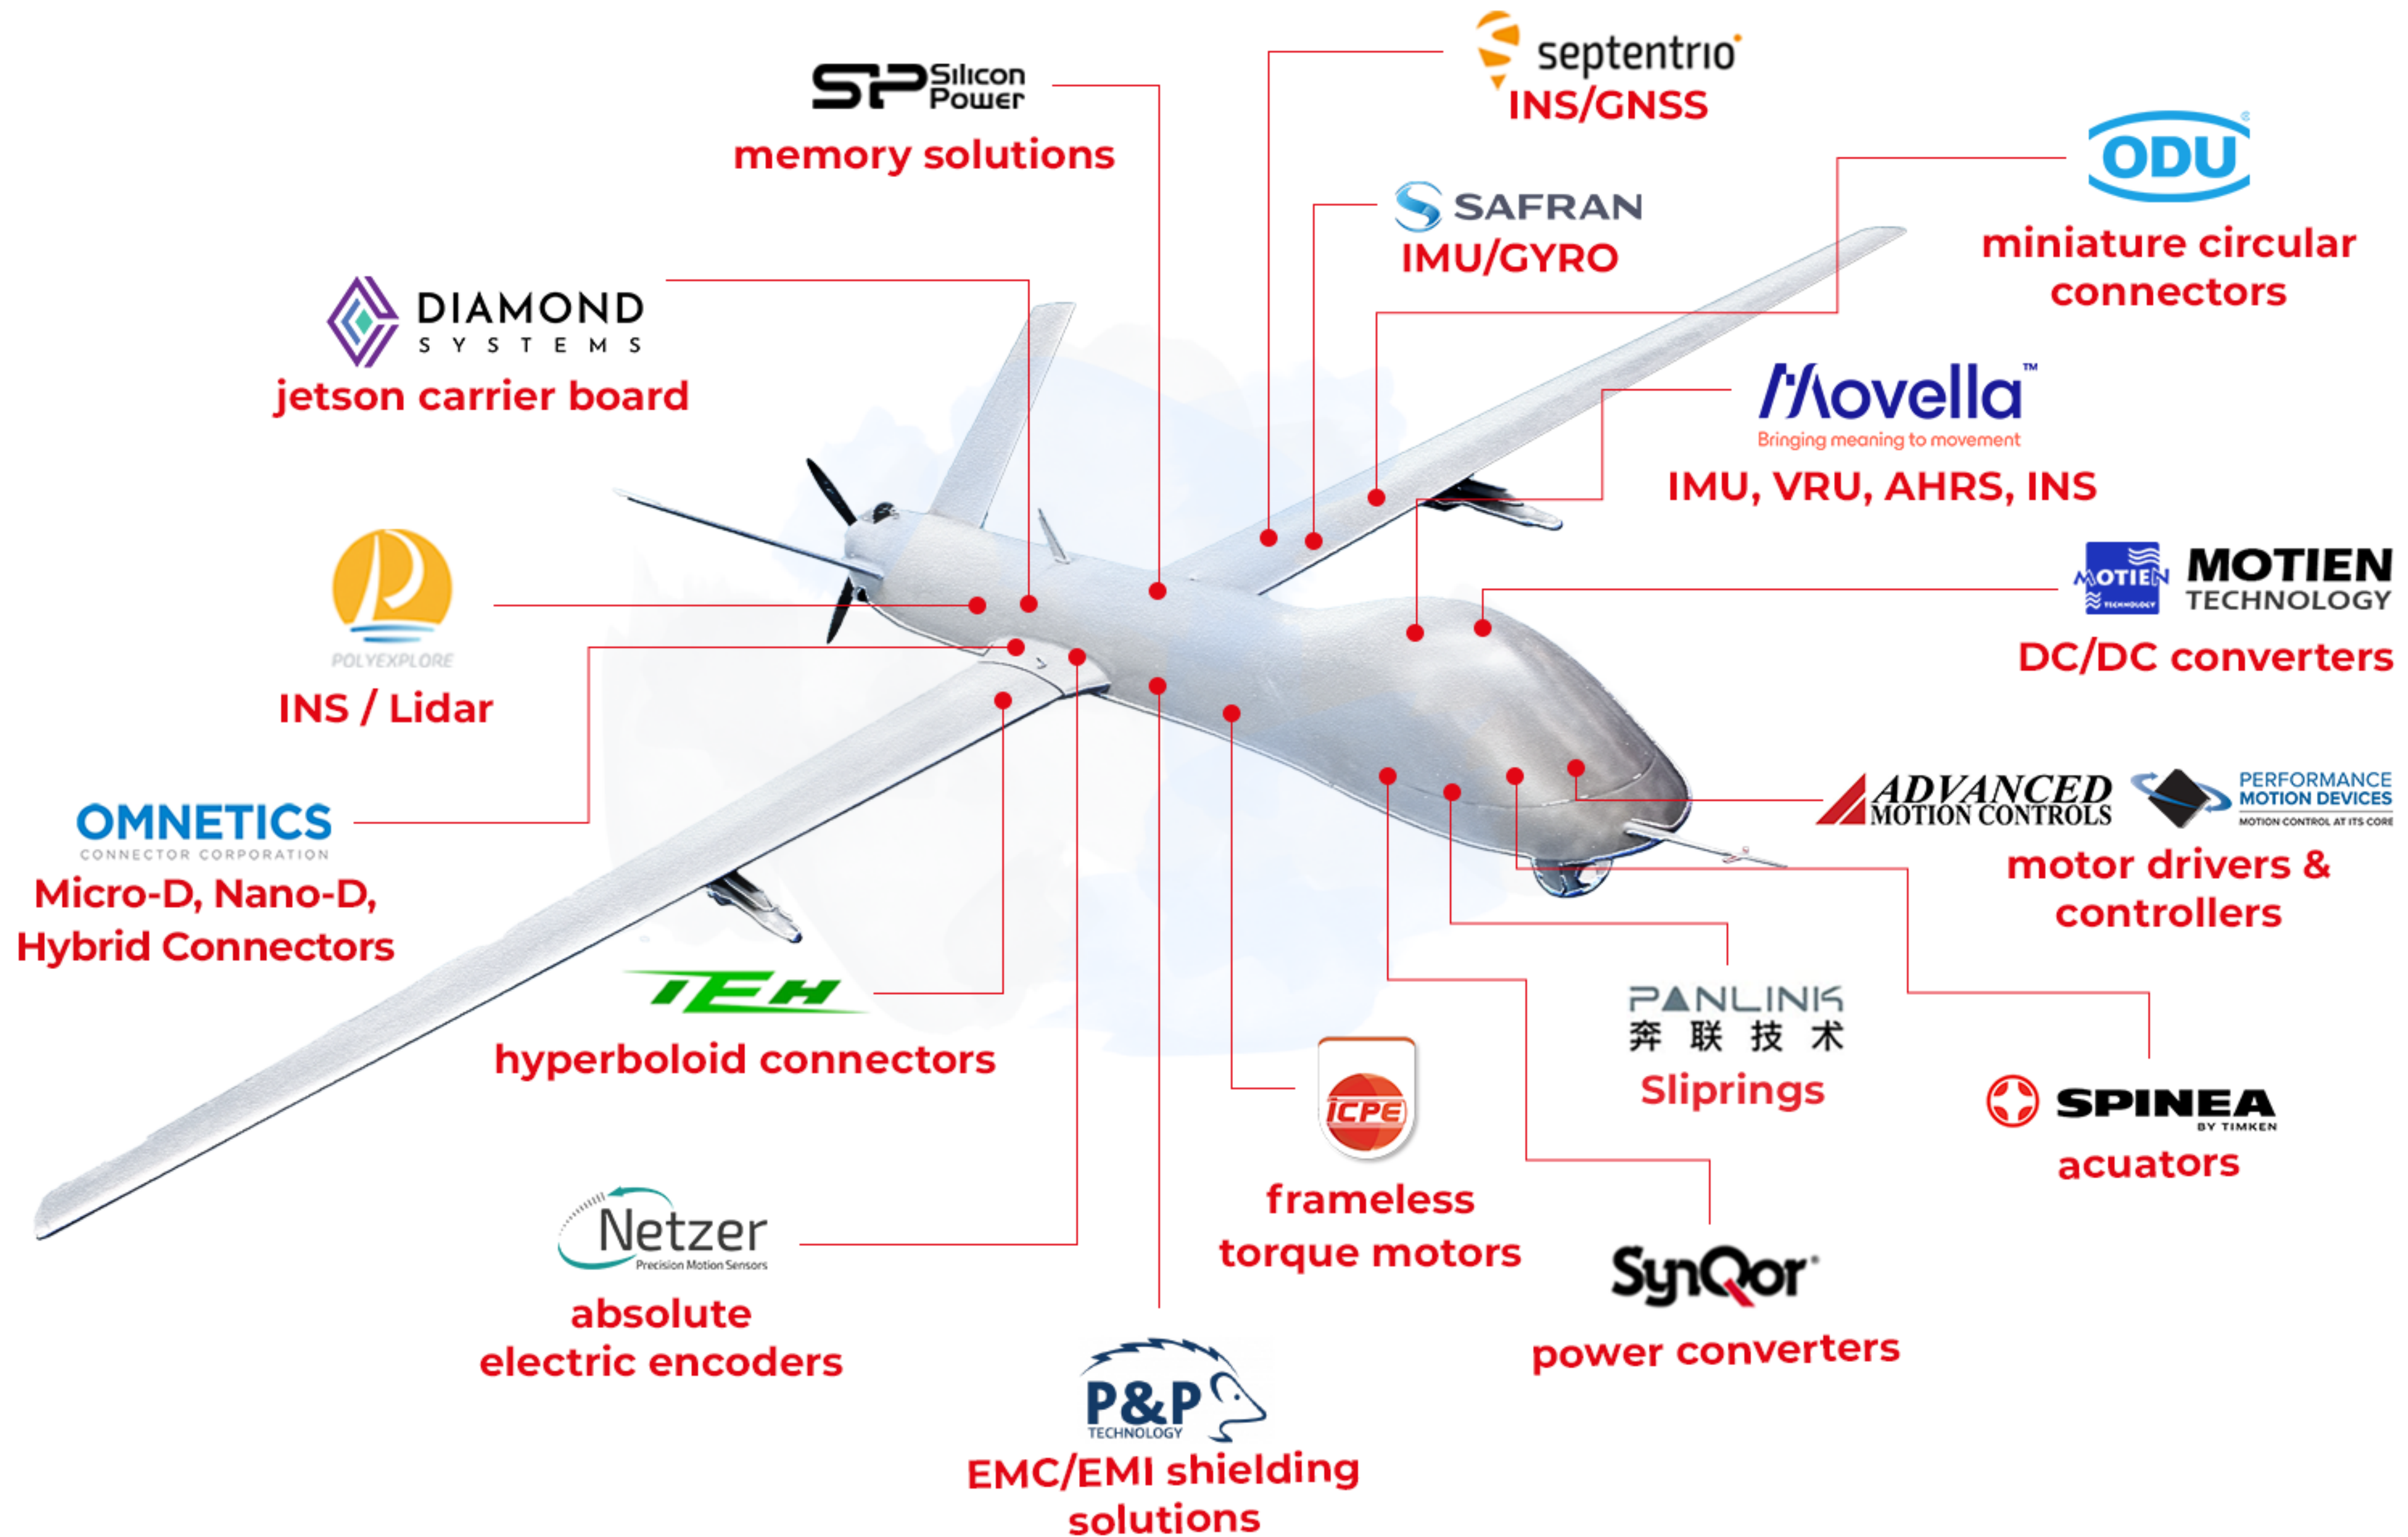 septentrio
INS/GNSS
SP Silicon
Power
memory solutions
ODU
miniature circular
connectors
SAFRAN
IMU/GYRO
DIAMOND
SYSTEMS
jetson carrier board
Movella™
Bringing meaning to movement
IMU, VRU, AHRS, INS
MOTIEN
TECHNOLOGY
MOTIEN
TECHNOLOGY
DC/DC converters
POLYEXPLORE
INS / Lidar
OMNETICS
CONNECTOR CORPORATION
Micro-D, Nano-D,
Hybrid Connectors
ADVANCED
MOTION CONTROLS
PERFORMANCE
MOTION DEVICES
MOTION CONTROL AT ITS CORE
motor drivers &
controllers
IEH
hyperboloid connectors
PANLINK
奔联技术
Sliprings
iCPE
frameless
torque motors
SPINEA
BY TIMKEN
acuators
Netzer
Precision Motion Sensors
absolute
electric encoders
SynQor®
power converters
P&P
TECHNOLOGY
EMC/EMI shielding
solutions